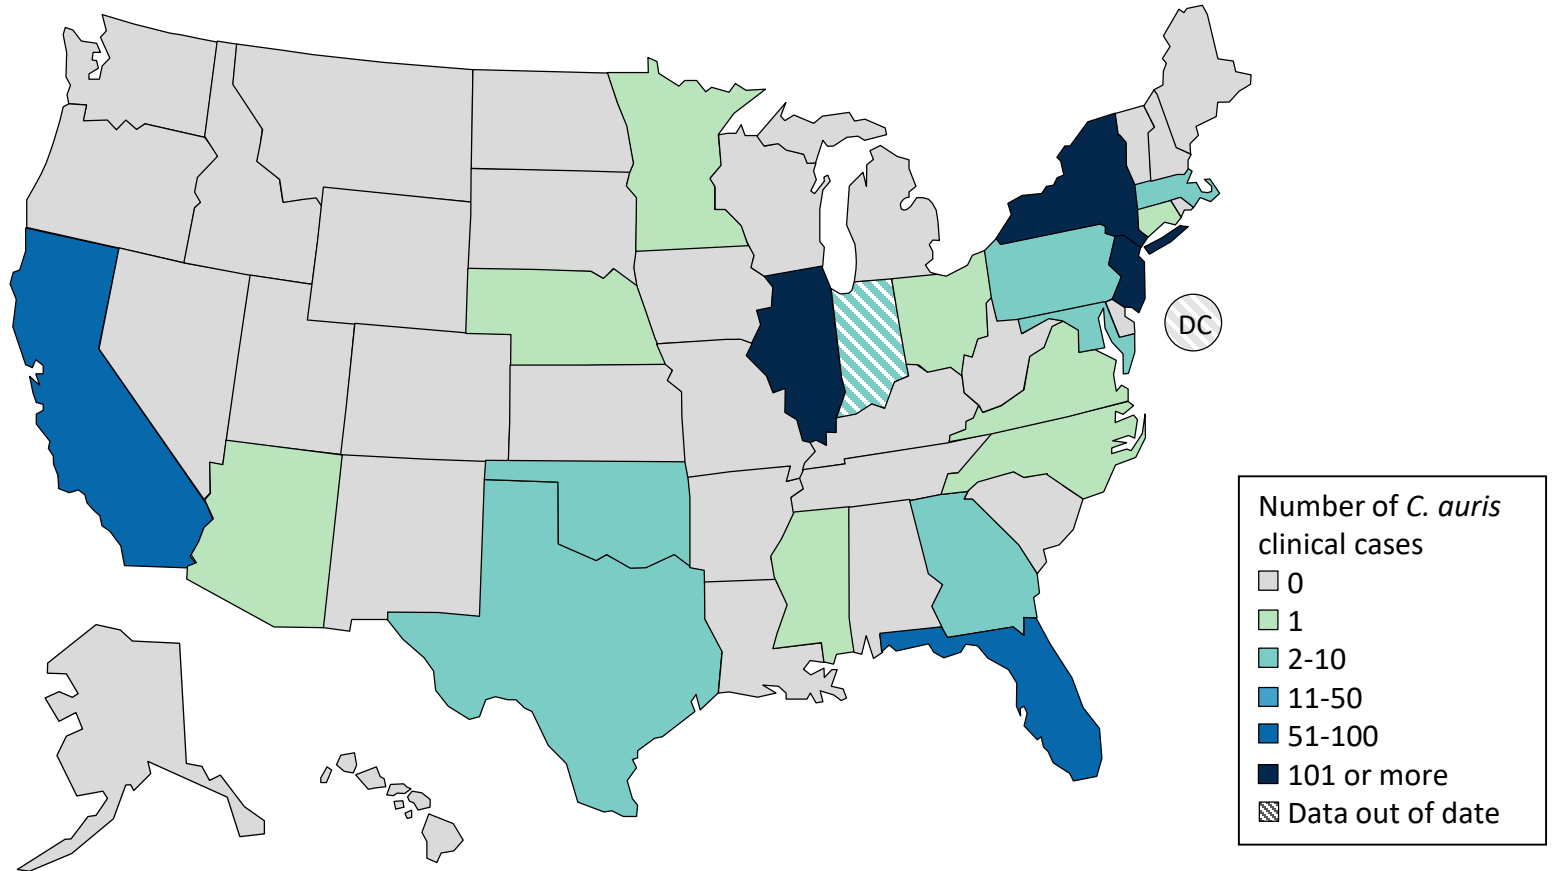 DC
Number of C. auris
clinical cases
0
1
2-10
11-50
51-100
101 or more
Data out of date